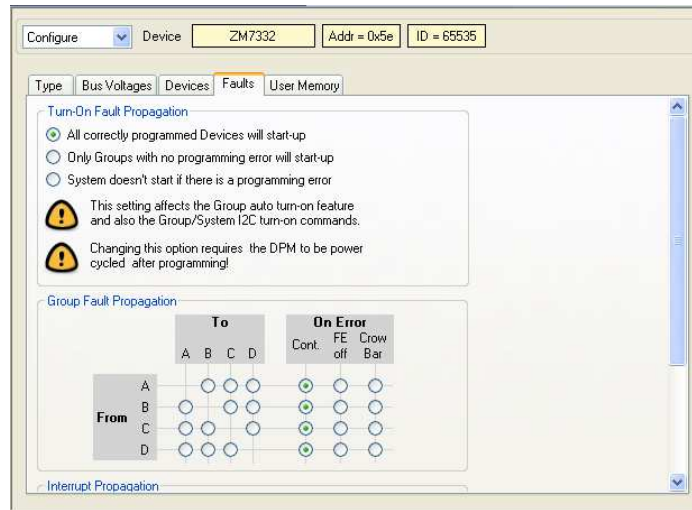 Configure Device ZM7332 Addr = 0x5e ID = 65535
Type Bus Voltages Devices Faults User Memory
Turn-On Fault Propagation
All correctly programmed Devices will start-up
Only Groups with no programming error will start-up
System doesn't start if there is a programming error
This setting affects the Group auto turn-on feature
and also the Group/System I2C turn-on commands.
Changing this option requires the DPM to be power
cycled after programming!
Group Fault Propagation
To On Error
A B C D Cont. FE off Crow Bar
From
A
B
C
D
Interrupt Propagation